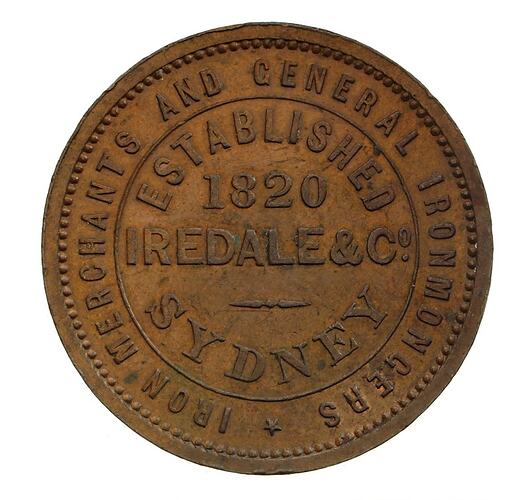 IRON MERCHANTS AND GENERAL IRONMONGERS
ESTABLISHED
1820
IREDALE & Cº.
SYDNEY